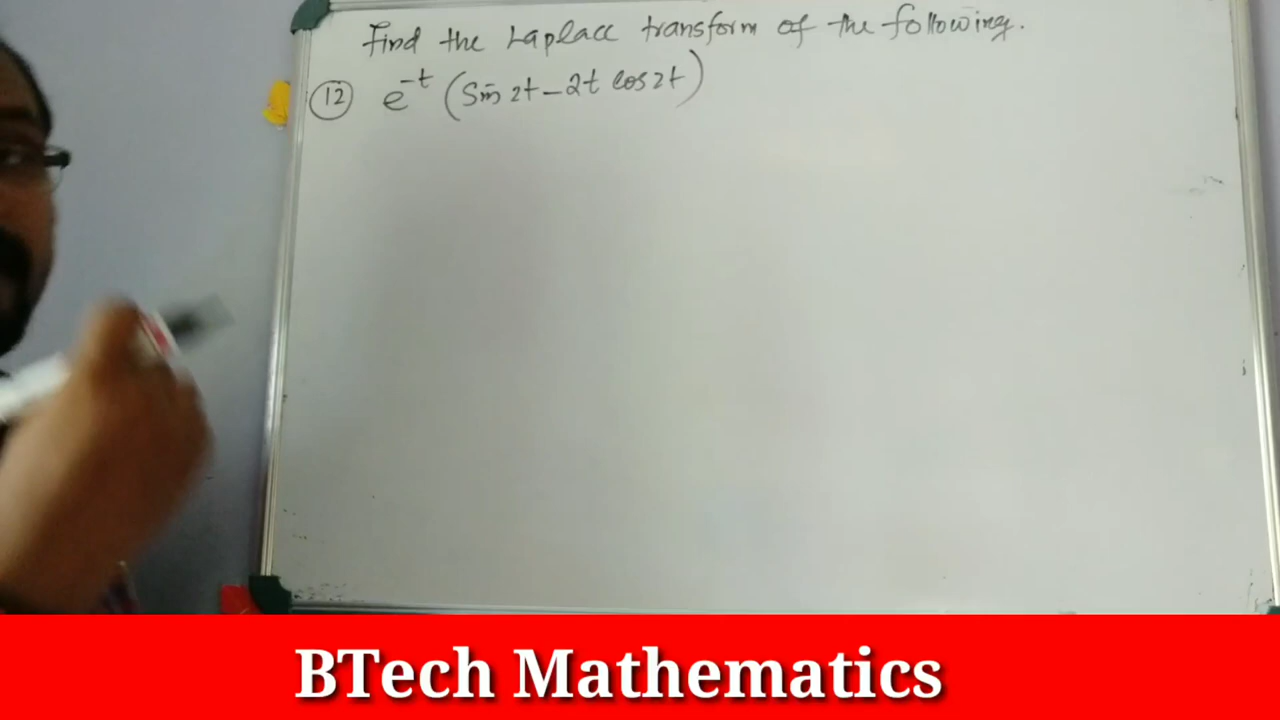 Find the Laplace transform of the following.
12 e^-t (Sin 2t - 2t cos 2t)
BTech Mathematics